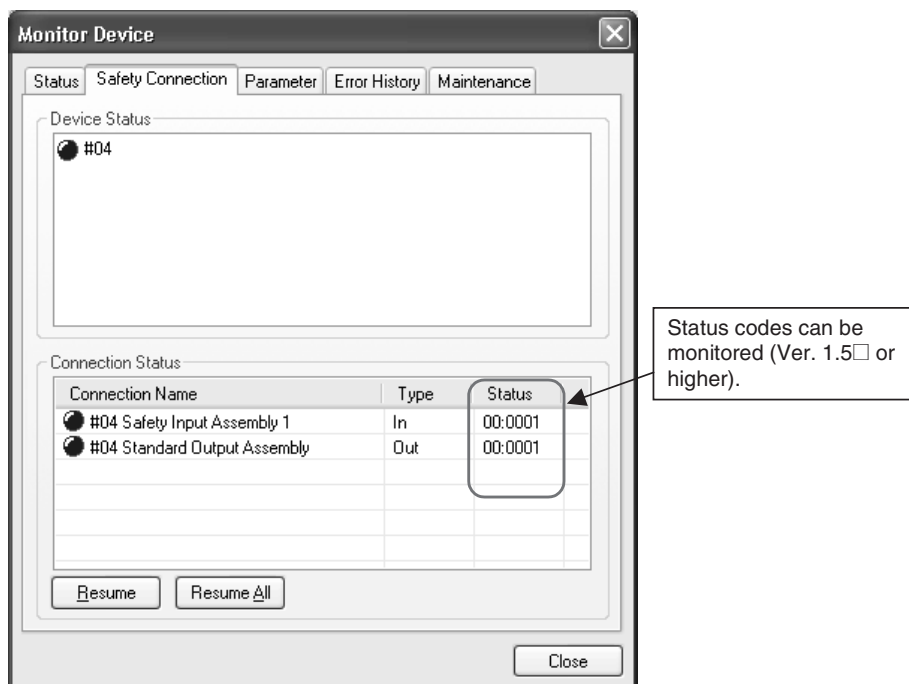 Monitor Device
Status Safety Connection Parameter Error History Maintenance
Device Status
#04
Connection Status
Connection Name Type Status
#04 Safety Input Assembly 1 In 00:0001
#04 Standard Output Assembly Out 00:0001
Resume Resume All
Close
Status codes can be
monitored (Ver. 1.5□ or
higher).